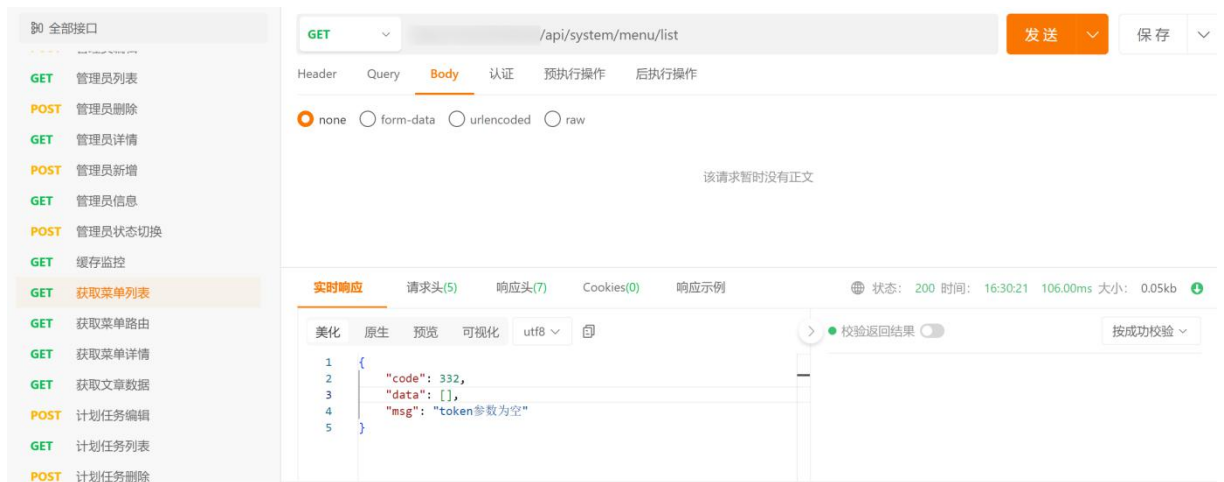 全部接口
GET 管理员列表
POST 管理员删除
GET 管理员详情
POST 管理员新增
GET 管理员信息
POST 管理员状态切换
GET 缓存监控
GET 获取菜单列表
GET 获取菜单路由
GET 获取菜单详情
GET 获取文章数据
POST 计划任务编辑
GET 计划任务列表
POST 计划任务删除
GET /api/system/menu/list 发送 保存
Header Query Body 认证 预执行操作 后执行操作
none form-data urlencoded raw
该请求暂时没有正文
实时响应 请求头(5) 响应头(7) Cookies(0) 响应示例 状态: 200 时间: 16:30:21 106.00ms 大小: 0.05kb
美化 原生 预览 可视化 utf8 校验返回结果 按成功校验
1 {
2 "code": 332,
3 "data": [],
4 "msg": "token参数为空"
5 }